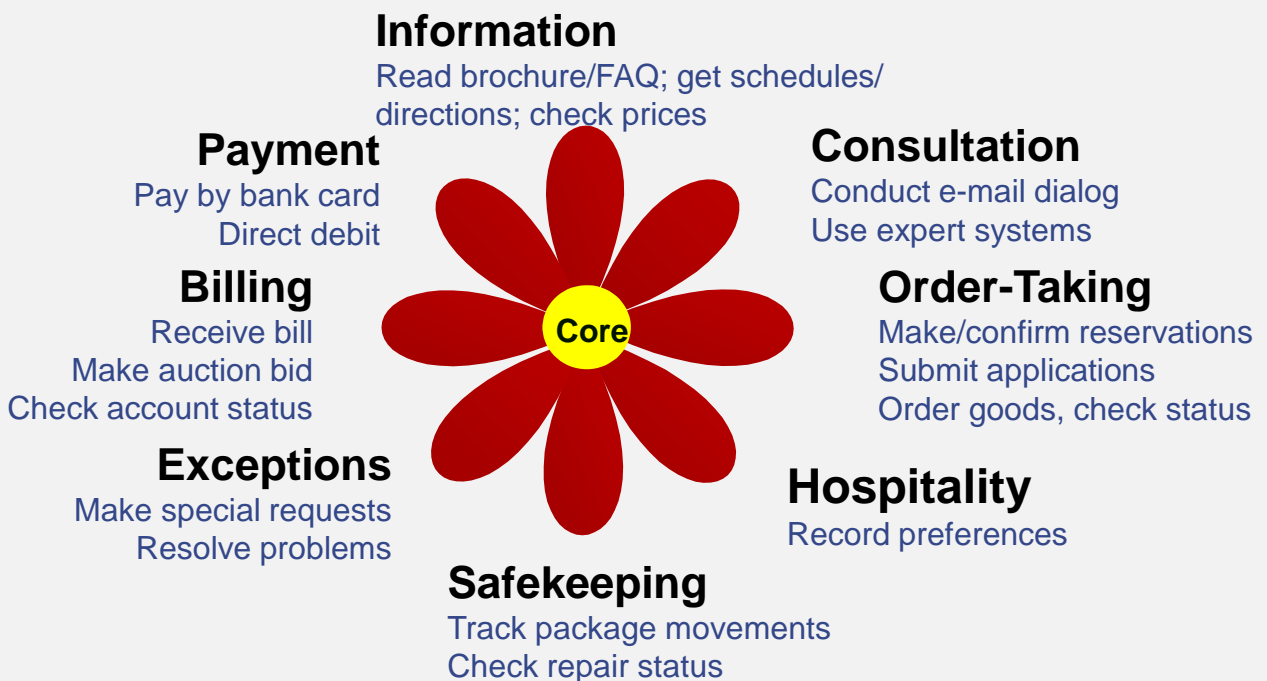 Information
Read brochure/FAQ; get schedules/
directions; check prices
Payment
Pay by bank card
Direct debit
Consultation
Conduct e-mail dialog
Use expert systems
Billing
Receive bill
Make auction bid
Check account status
Core
Order-Taking
Make/confirm reservations
Submit applications
Order goods, check status
Exceptions
Make special requests
Resolve problems
Hospitality
Record preferences
Safekeeping
Track package movements
Check repair status